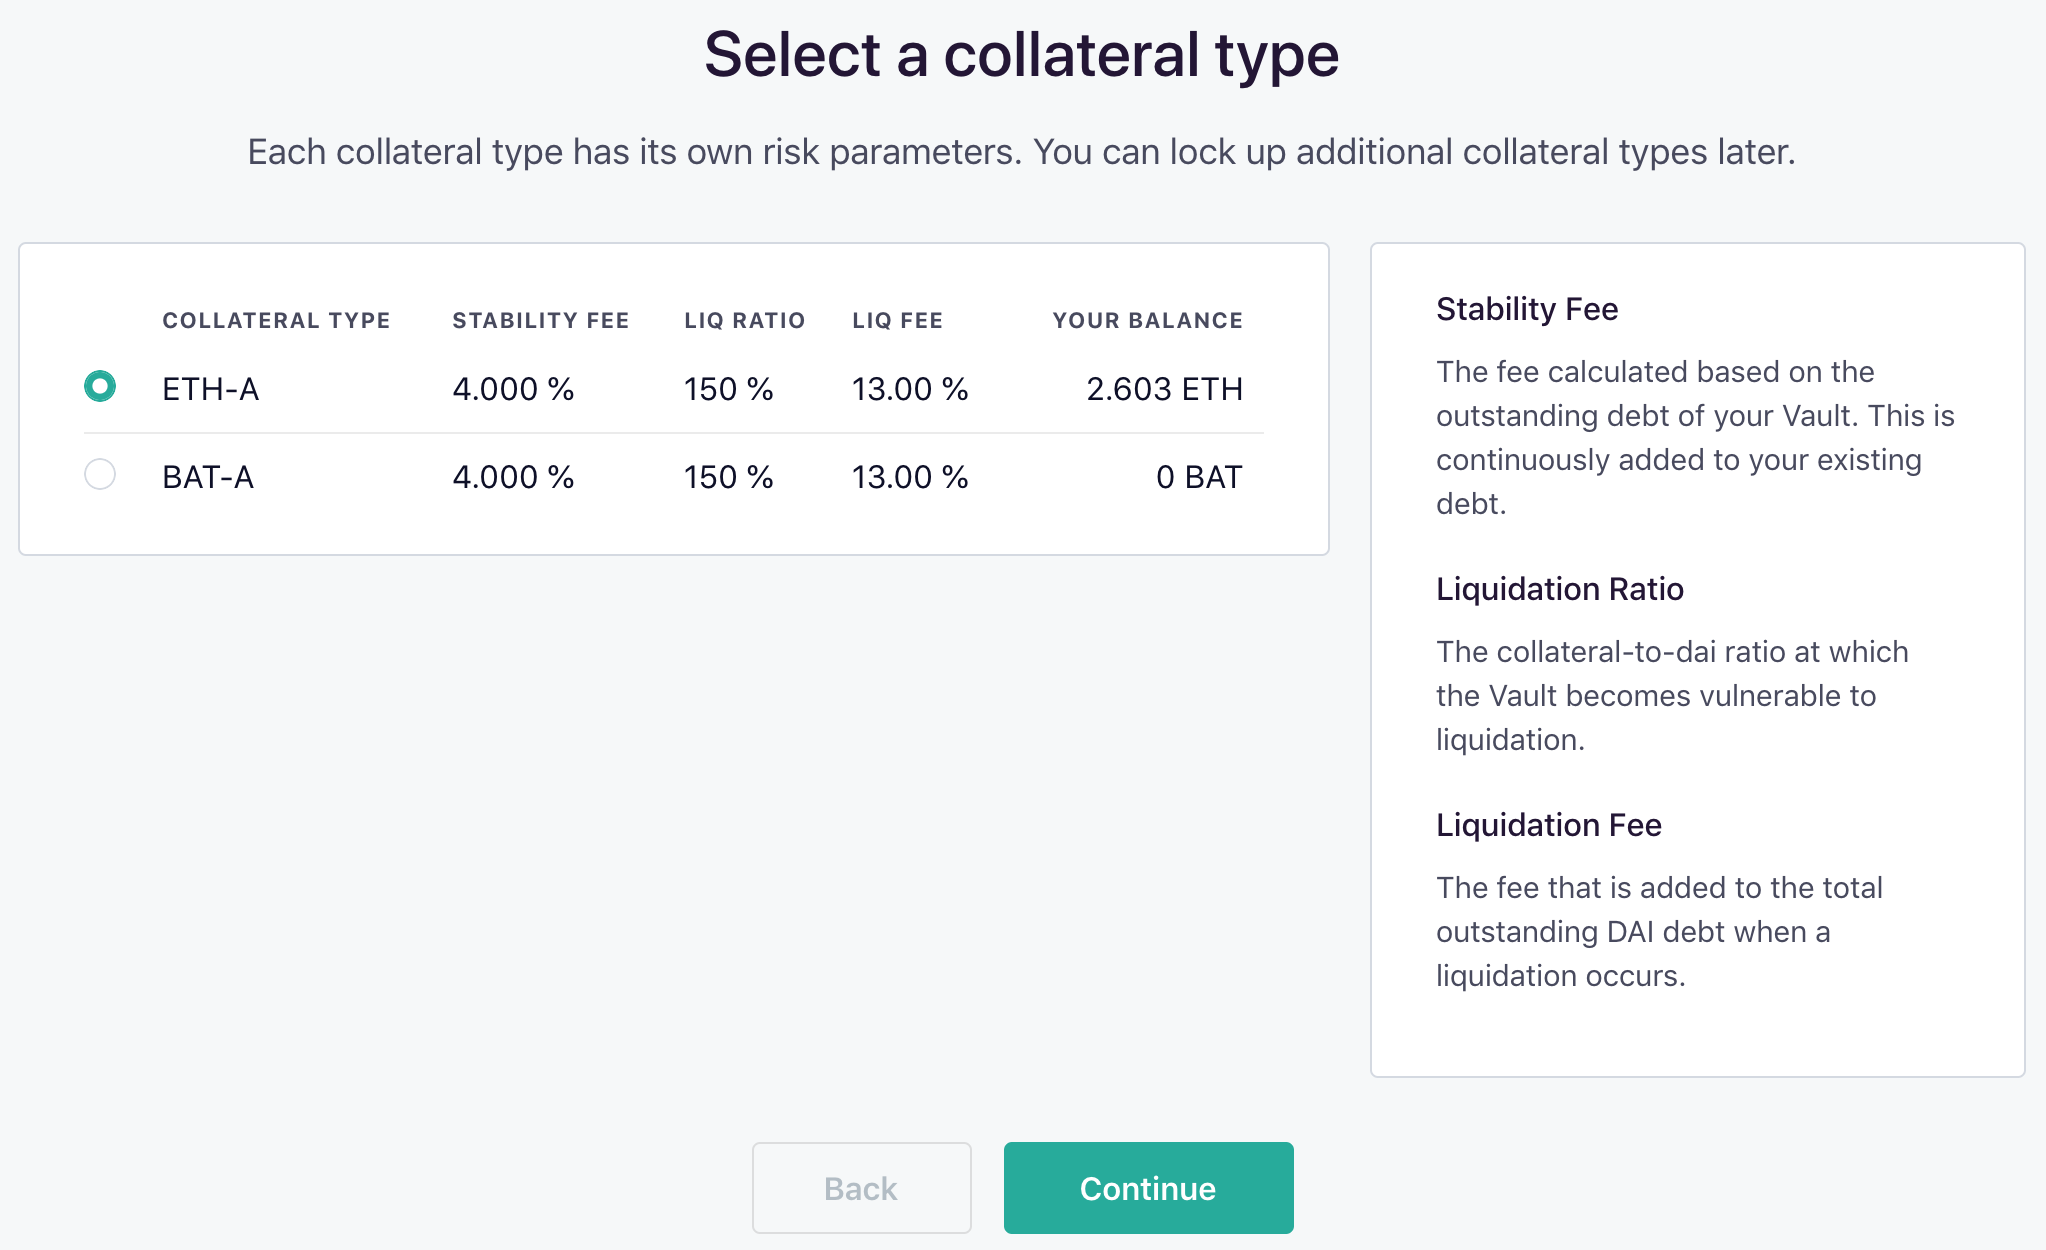 Select a collateral type
Each collateral type has its own risk parameters. You can lock up additional collateral types later.
COLLATERAL TYPE STABILITY FEE LIQ RATIO LIQ FEE YOUR BALANCE
ETH-A 4.000 % 150 % 13.00 % 2.603 ETH
BAT-A 4.000 % 150 % 13.00 % 0 BAT
Stability Fee
The fee calculated based on the
outstanding debt of your Vault. This is
continuously added to your existing
debt.
Liquidation Ratio
The collateral-to-dai ratio at which
the Vault becomes vulnerable to
liquidation.
Liquidation Fee
The fee that is added to the total
outstanding DAI debt when a
liquidation occurs.
Back
Continue